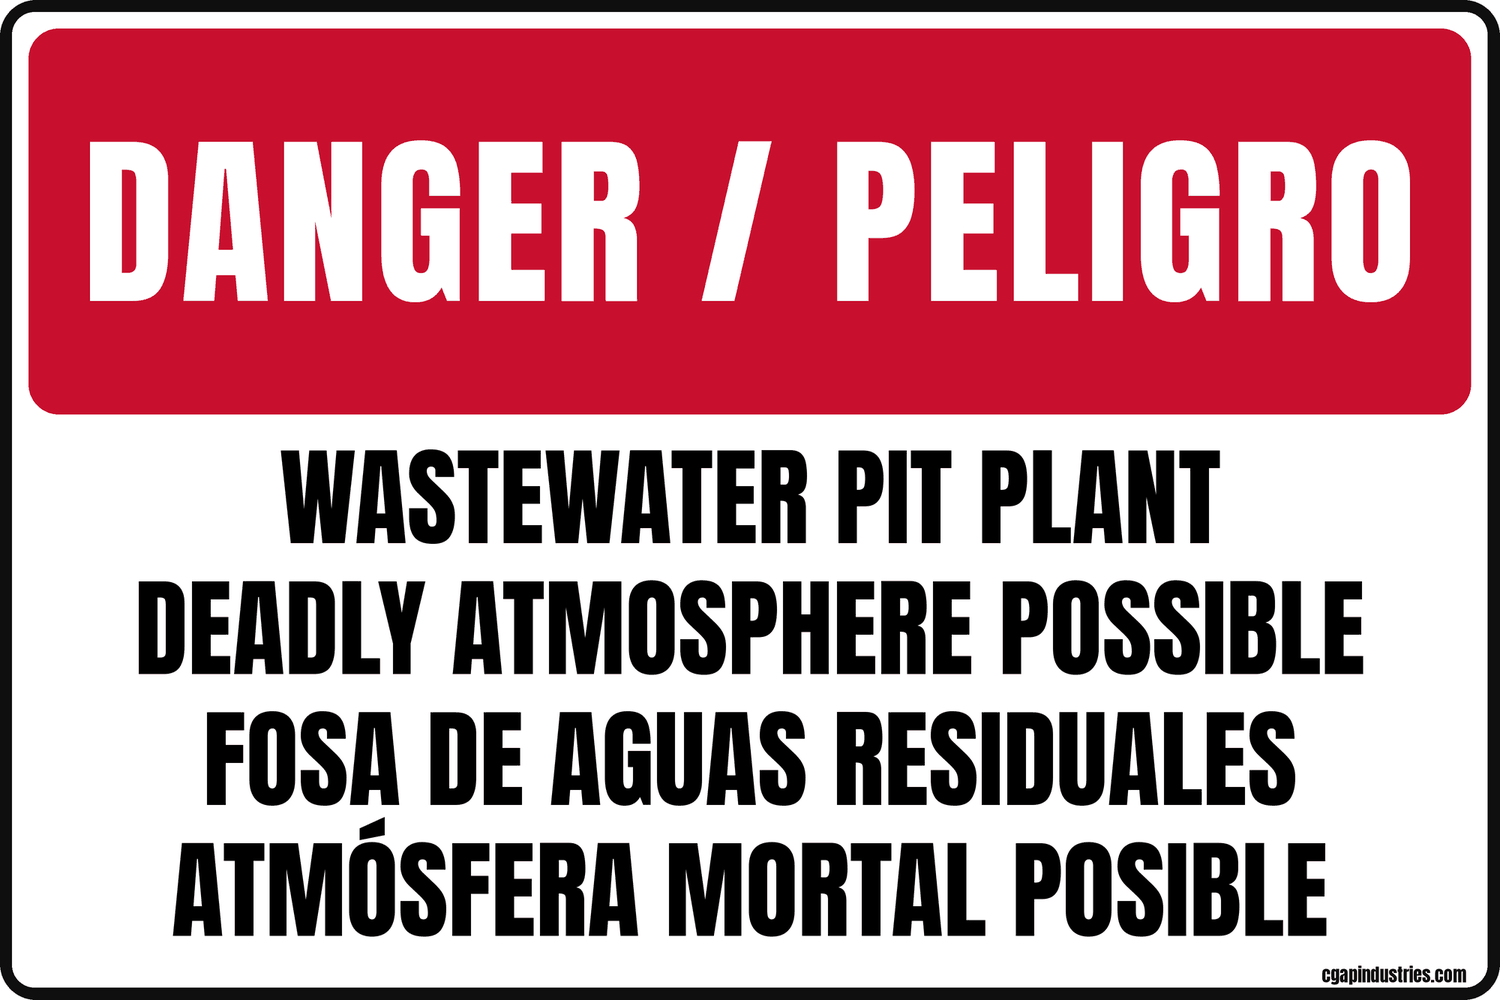 DANGER / PELIGRO
WASTEWATER PIT PLANT
DEADLY ATMOSPHERE POSSIBLE
FOSA DE AGUAS RESIDUALES
ATMÓSFERA MORTAL POSIBLE
cgapindustries.com